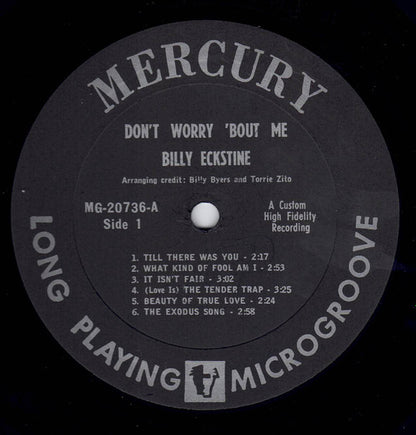 MERCURY
DON'T WORRY 'BOUT ME
BILLY ECKSTINE
Arranging credit: Billy Byers and Torrie Zito
MG-20736-A
Side 1
A Custom
High Fidelity
Recording
1. TILL THERE WAS YOU - 2:17
2. WHAT KIND OF FOOL AM I - 2:53
3. IT ISN'T FAIR - 3:02
4. (Love Is) THE TENDER TRAP - 3:25
5. BEAUTY OF TRUE LOVE - 2:24
6. THE EXODUS SONG - 2:58
LONG PLAYING MICROGROOVE